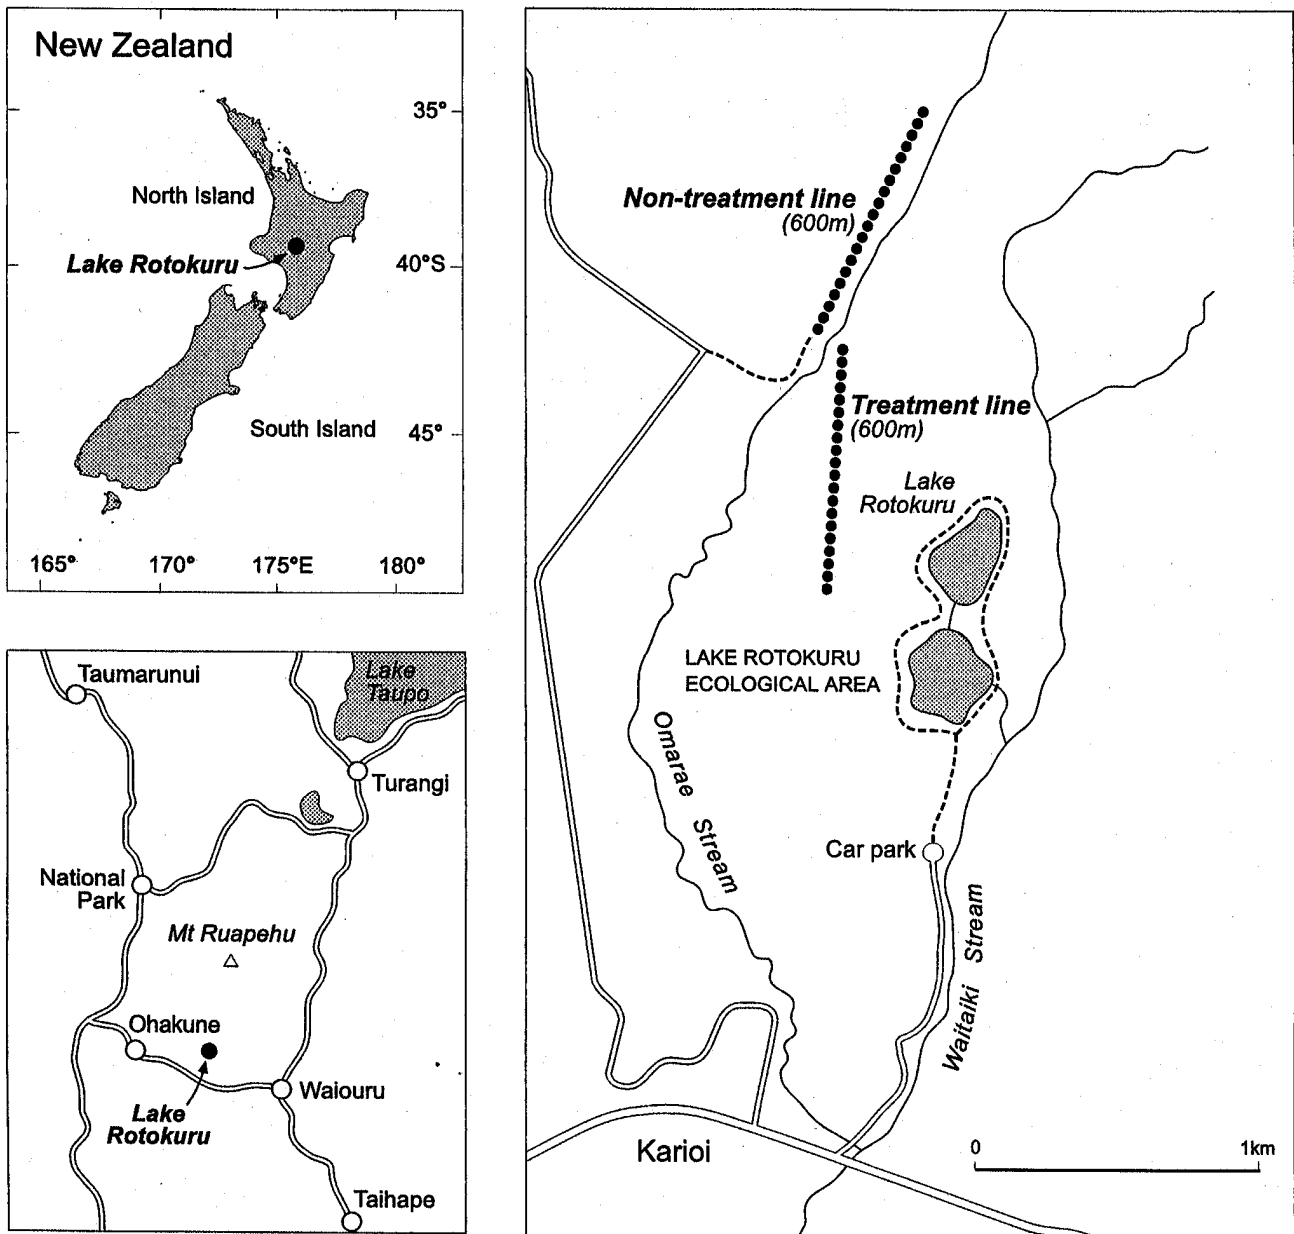 New Zealand
35°
North Island
Lake Rotokuru
40°S
South Island
45°
165°
170°
175°E
180°
Taumarunui
Lake
Taupo
Turangi
National
Park
Mt Ruapehu
Ohakune
Waiouru
Lake
Rotokuru
Taihape
Non-treatment line
(600m)
Treatment line
(600m)
Lake
Rotokuru
LAKE ROTOKURU
ECOLOGICAL AREA
Omarae Stream
Car park
Waitaiki Stream
Karioi
0
1km